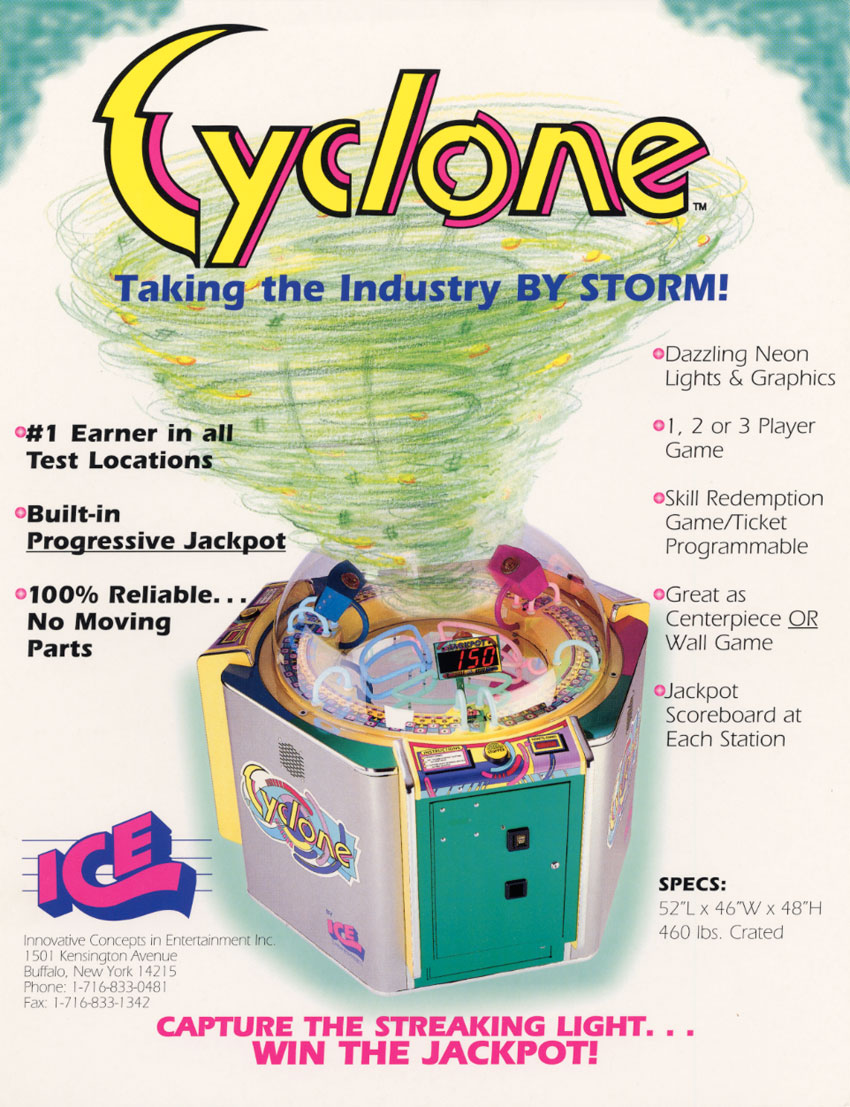 Cyclone™
Taking the Industry BY STORM!
#1 Earner in all
Test Locations
Built-in
Progressive Jackpot
100% Reliable. . .
No Moving
Parts
Dazzling Neon
Lights & Graphics
1, 2 or 3 Player
Game
Skill Redemption
Game/Ticket
Programmable
Great as
Centerpiece OR
Wall Game
Jackpot
Scoreboard at
Each Station
JACKPOT
150
INSTRUCTIONS
Cyclone
BY
ICE
SPECS:
52"L x 46"W x 48"H
460 lbs. Crated
ICE
Innovative Concepts in Entertainment Inc.
1501 Kensington Avenue
Buffalo, New York 14215
Phone: 1-716-833-0481
Fax: 1-716-833-1342
CAPTURE THE STREAKING LIGHT. . .
WIN THE JACKPOT!